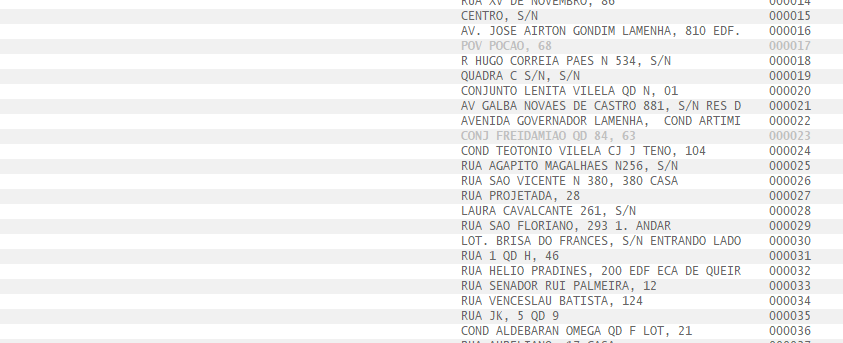 RUA XV DE NOVEMBRO, 86 000014
CENTRO, S/N 000015
AV. JOSE AIRTON GONDIM LAMENHA, 810 EDF. 000016
POV POCAO, 68 000017
R HUGO CORREIA PAES N 534, S/N 000018
QUADRA C S/N, S/N 000019
CONJUNTO LENITA VILELA QD N, 01 000020
AV GALBA NOVAES DE CASTRO 881, S/N RES D 000021
AVENIDA GOVERNADOR LAMENHA,  COND ARTIMI 000022
CONJ FREIDAMIAO QD 84, 63 000023
COND TEOTONIO VILELA CJ J TENO, 104 000024
RUA AGAPITO MAGALHAES N256, S/N 000025
RUA SAO VICENTE N 380, 380 CASA 000026
RUA PROJETADA, 28 000027
LAURA CAVALCANTE 261, S/N 000028
RUA SAO FLORIANO, 293 1. ANDAR 000029
LOT. BRISA DO FRANCES, S/N ENTRANDO LADO 000030
RUA 1 QD H, 46 000031
RUA HELIO PRADINES, 200 EDF ECA DE QUEIR 000032
RUA SENADOR RUI PALMEIRA, 12 000033
RUA VENCESLAU BATISTA, 124 000034
RUA JK, 5 QD 9 000035
COND ALDEBARAN OMEGA QD F LOT, 21 000036